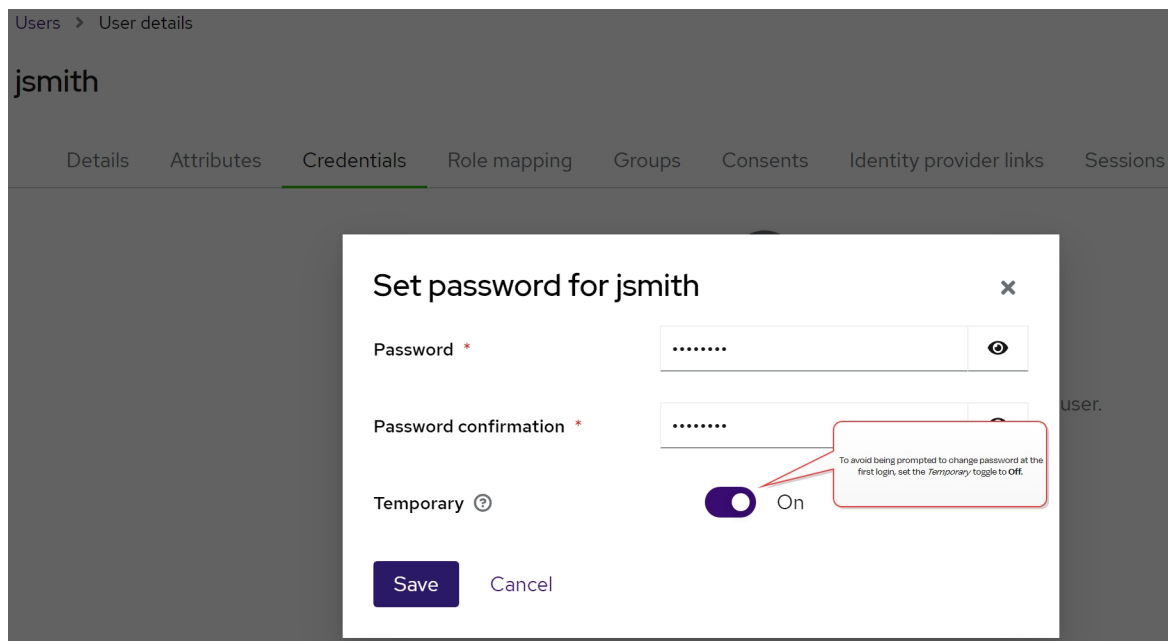 Users > User details
jsmith
Details Attributes Credentials Role mapping Groups Consents Identity provider links Sessions
Set password for jsmith
Password *
••••••••
user.
Password confirmation *
••••••••
To avoid being prompted to change password at the
first login, set the Temporary toggle to Off.
Temporary
On
Save Cancel